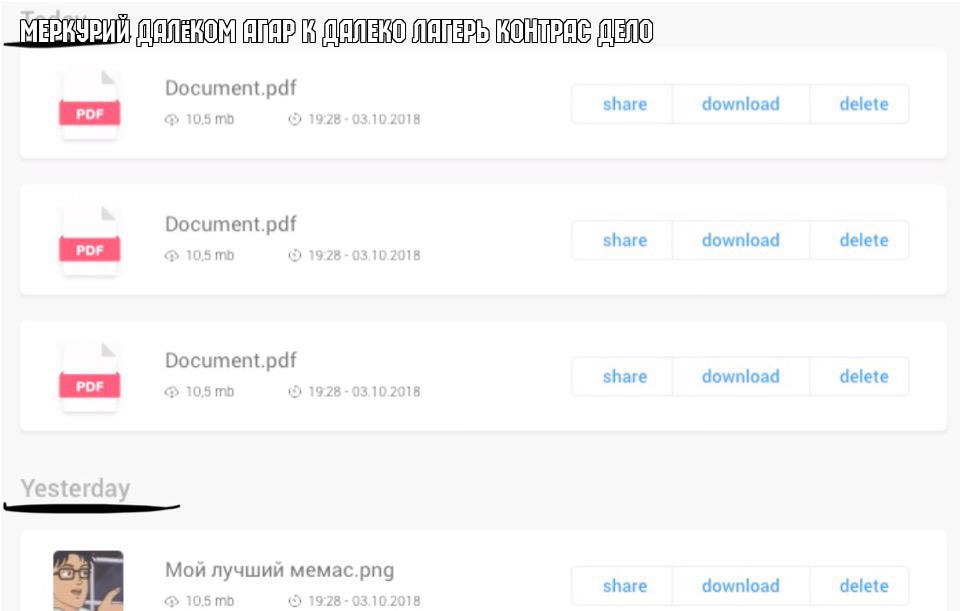 Today
МЕРКУРИЙ ДАЛЁКОМ АГАР К ДАЛЕКО ЛАГЕРЬ КОНТРАС ДЕЛО
Document.pdf
PDF
10,5 mb 19:28 - 03.10.2018
share download delete
Document.pdf
PDF
10,5 mb 19:28 - 03.10.2018
share download delete
Document.pdf
PDF
10,5 mb 19:28 - 03.10.2018
share download delete
Yesterday
Мой лучший мемас.png
10,5 mb 19:28 - 03.10.2018
share download delete